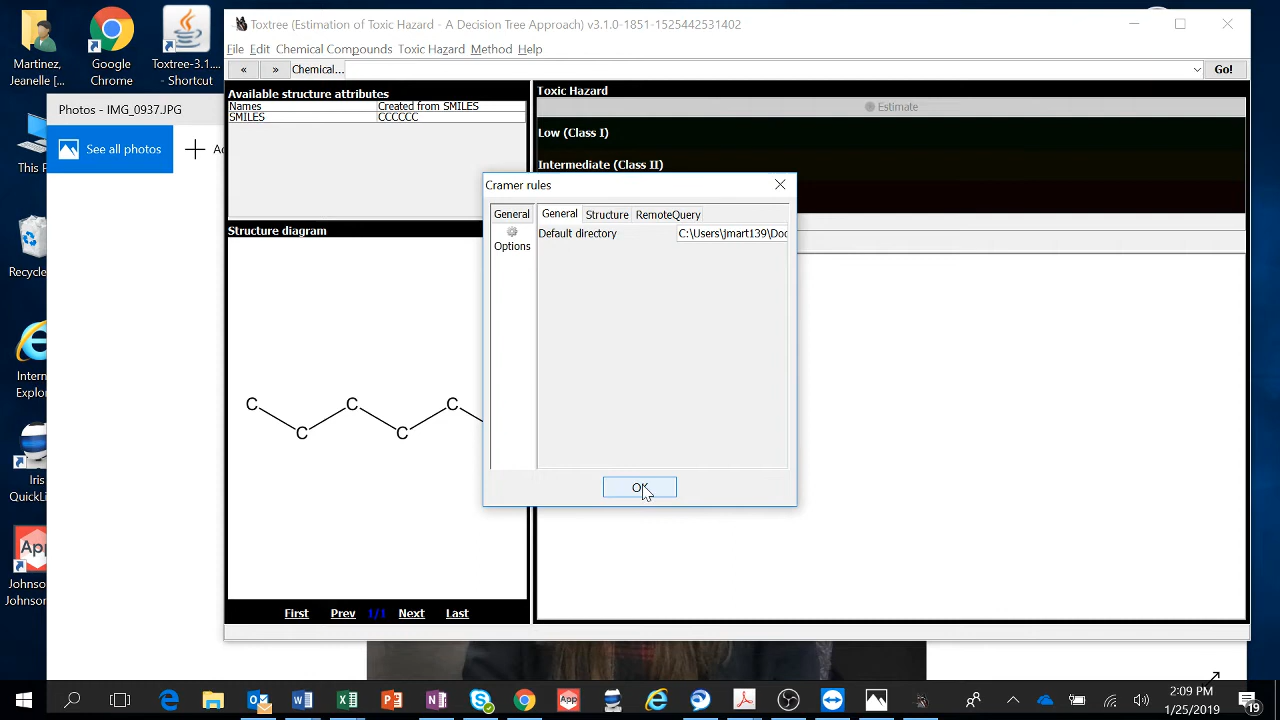 Toxtree (Estimation of Toxic Hazard - A Decision Tree Approach) v3.1.0-1851-1525442531402
File Edit Chemical Compounds Toxic Hazard Method Help
« » Chemical... Go!
Available structure attributes
Names Created from SMILES
SMILES CCCCCC
Structure diagram
C
C
C
C
C
First Prev 1/1 Next Last
Toxic Hazard
Estimate
Low (Class I)
Intermediate (Class II)
Cramer rules
General
Options
General Structure RemoteQuery
Default directory C:\Users\jmart139\Doc
OK
Martinez,
Jeanelle [...
Google
Chrome
Toxtree-3.1....
- Shortcut
Photos - IMG_0937.JPG
See all photos
This P
Recycle
Intern
Explor
Iris
QuickLi
App
Johnso
Johnso
App
2:09 PM
1/25/2019
19